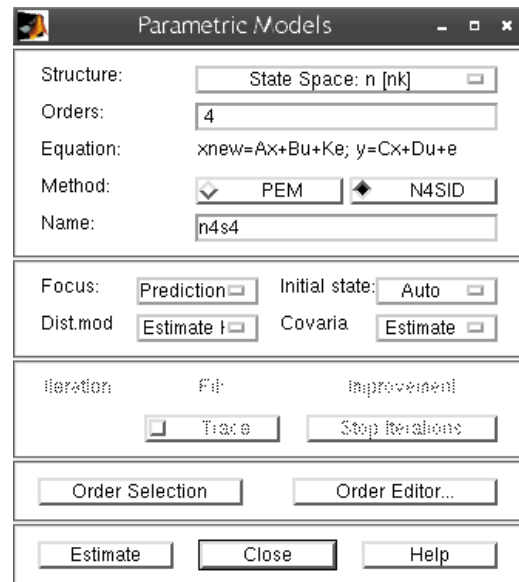 Parametric Models
Structure: State Space: n [nk]
Orders: 4
Equation: xnew=Ax+Bu+Ke; y=Cx+Du+e
Method: PEM N4SID
Name: n4s4
Focus: Prediction Initial state: Auto
Dist.mod Estimate Covaria Estimate
Iteration Fit: Improvement
Trace Stop Iterations
Order Selection Order Editor...
Estimate Close Help